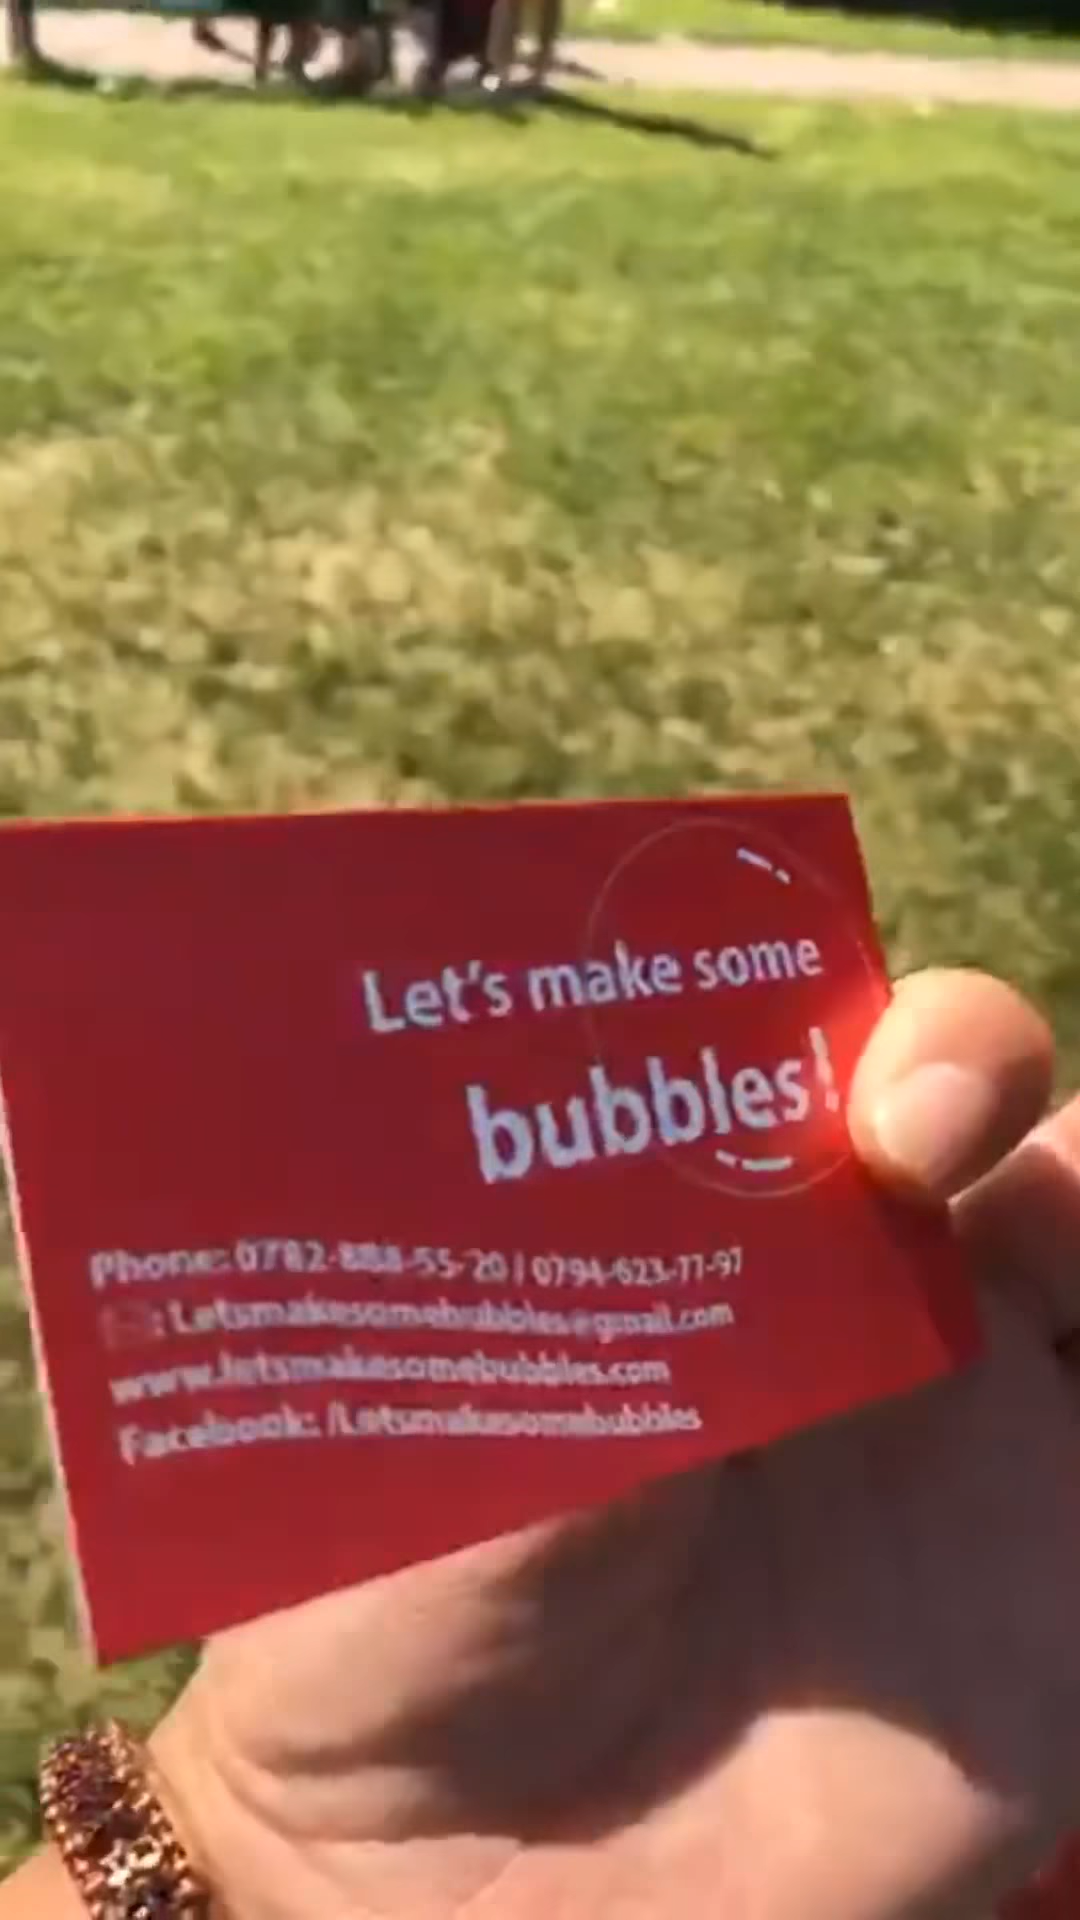 Let's make some
bubbles!
Phone: 0782-888-55-20 | 0794-623-77-97
: Letsmakesomebubbles@gmail.com
www.letsmakesomebubbles.com
Facebook: /Letsmakesomebubbles